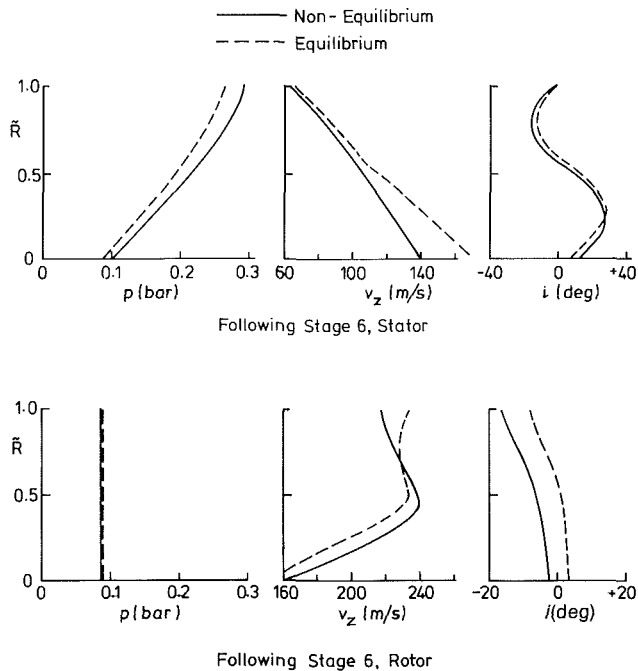 Non-Equilibrium
Equilibrium
R̃
1.0
0.5
0
0 0.1 0.2 0.3
p (bar)
60 100 140
v_z (m/s)
-40 0 +40
i (deg)
Following Stage 6, Stator
R̃
1.0
0.5
0
0 0.1 0.2 0.3
p (bar)
160 200 240
v_z (m/s)
-20 0 +20
i (deg)
Following Stage 6, Rotor